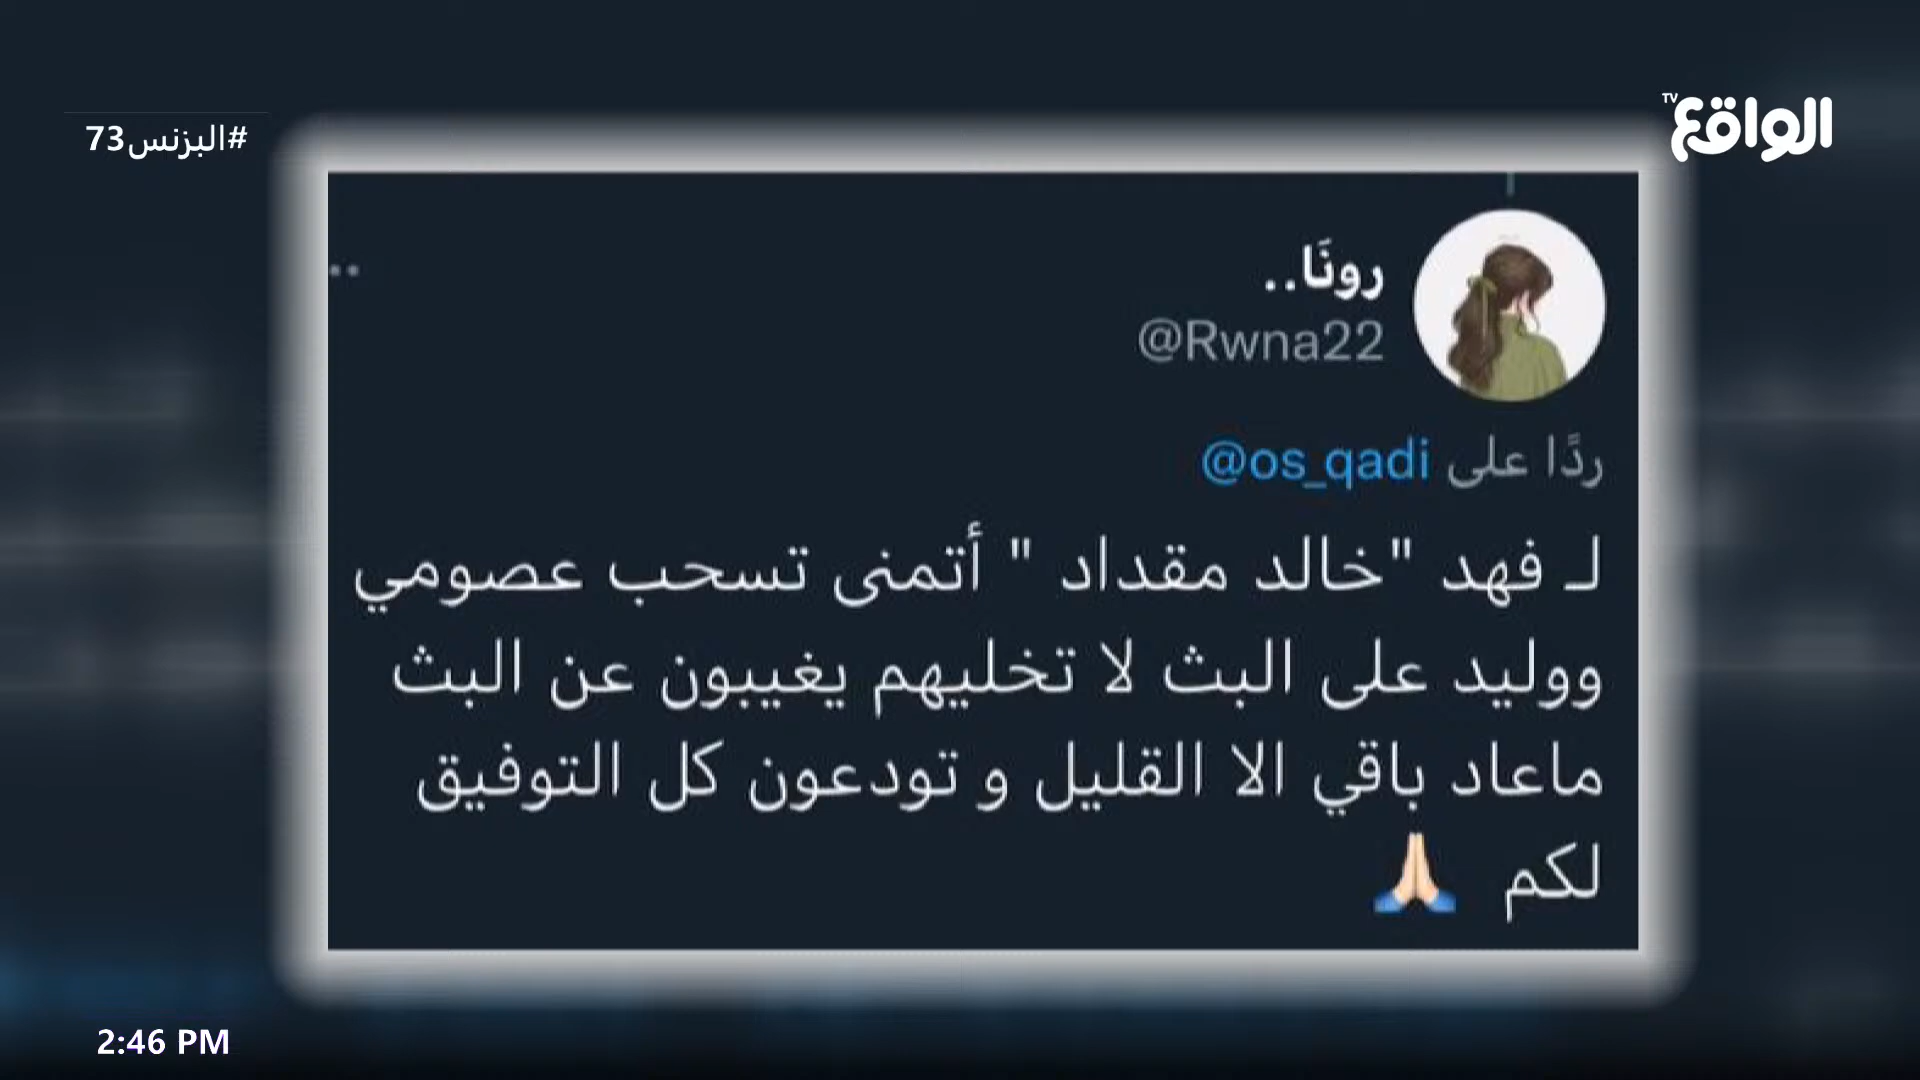 #البزنس73
الواقع TV
رونَا..
@Rwna22
ردًا على @os_qadi
لـ فهد "خالد مقداد " أتمنى تسحب عصومي
ووليد على البث لا تخليهم يغيبون عن البث
ماعاد باقي الا القليل و تودعون كل التوفيق
لكم 🙏🏻
2:46 PM